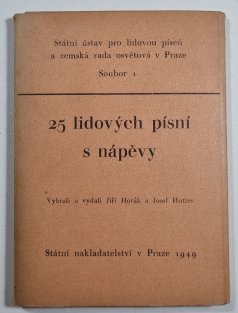 Státní ústav pro lidovou píseň
a zemská rada osvětová v Praze
Soubor 1
25 lidových písní
s nápěvy
Vybrali a vydali Jiří Horák a Josef Hutter
Státní nakladatelství v Praze 1949